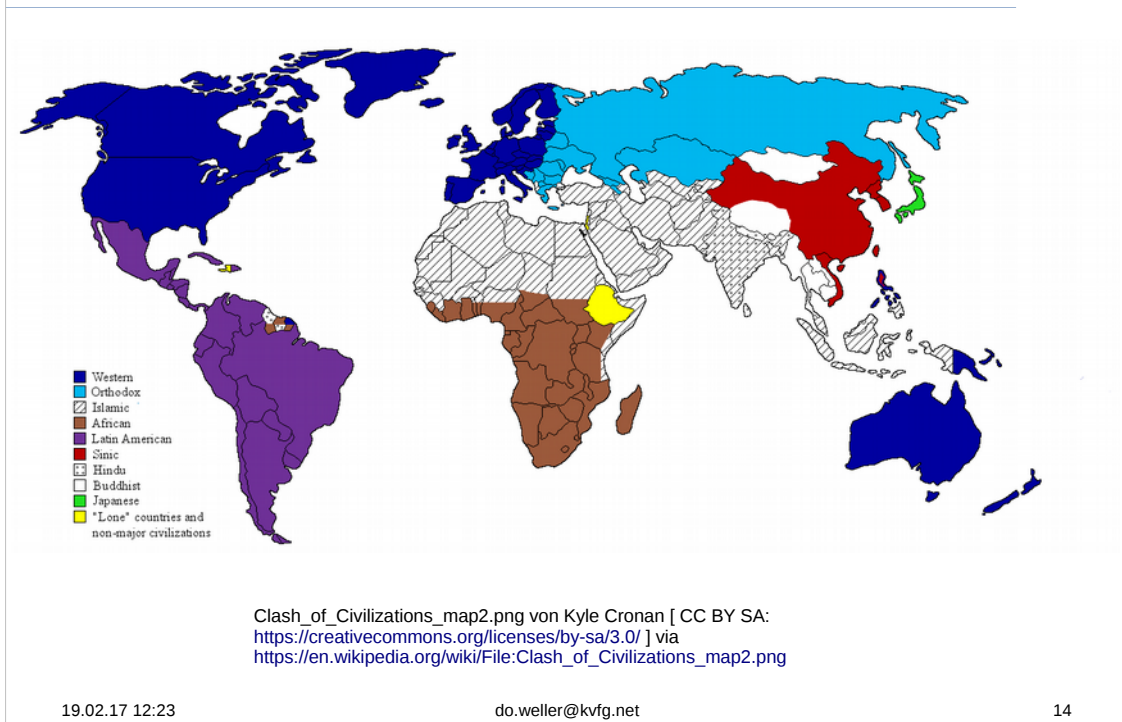 Western
Orthodox
Islamic
African
Latin American
Sinic
Hindu
Buddhist
Japanese
"Lone" countries and
non-major civilizations
Clash_of_Civilizations_map2.png von Kyle Cronan [ CC BY SA:
https://creativecommons.org/licenses/by-sa/3.0/ ] via
https://en.wikipedia.org/wiki/File:Clash_of_Civilizations_map2.png
19.02.17 12:23 do.weller@kvfg.net 14